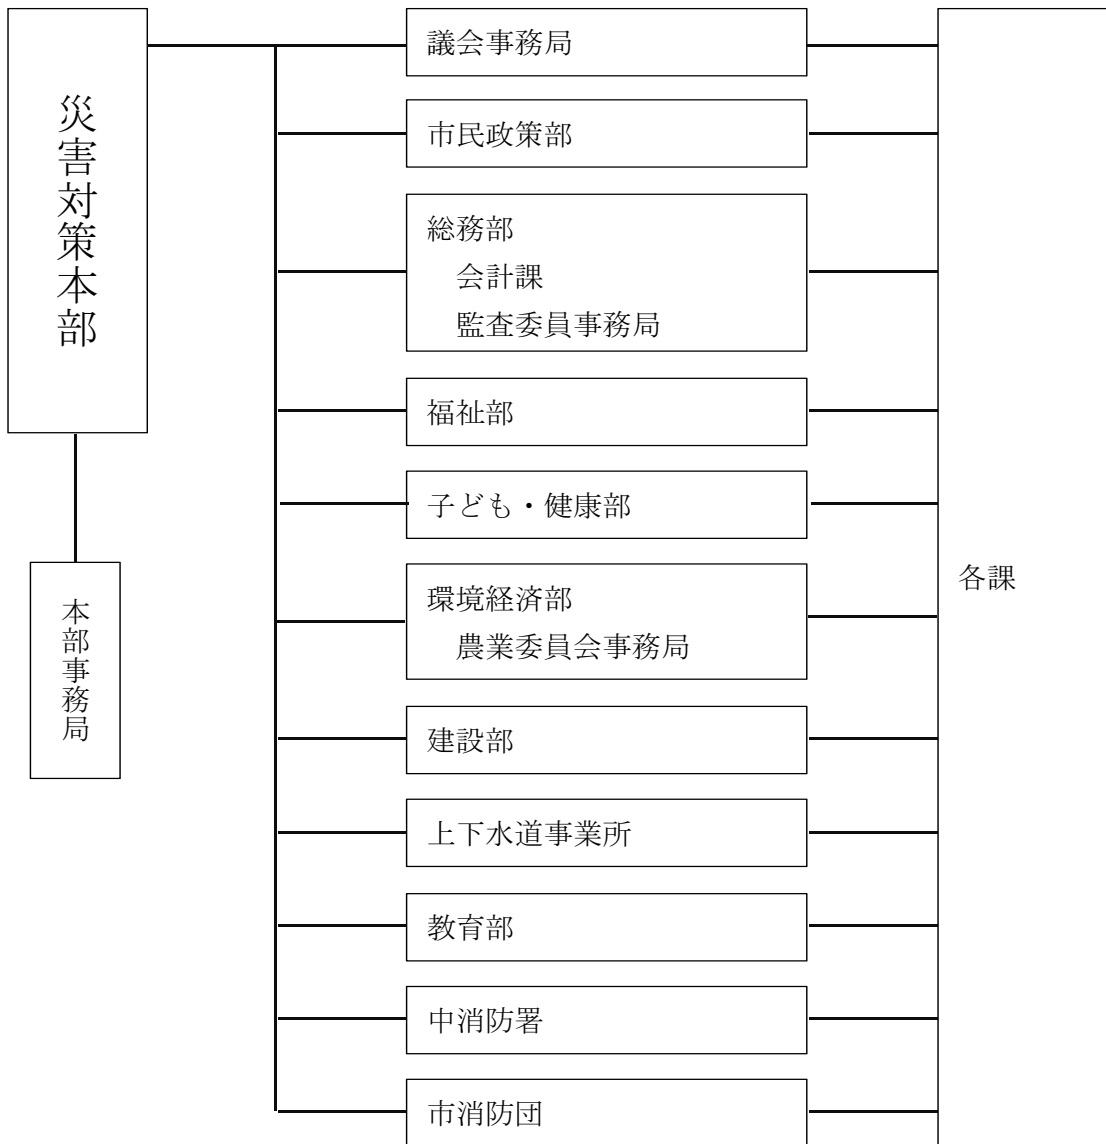 災害対策本部
本部事務局
議会事務局
市民政策部
総務部
会計課
監査委員事務局
福祉部
子ども・健康部
環境経済部
農業委員会事務局
建設部
上下水道事業所
教育部
中消防署
市消防団
各課